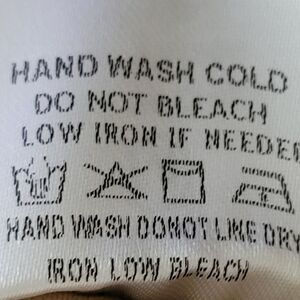 HAND WASH COLD
DO NOT BLEACH
LOW IRON IF NEEDED
HAND WASH DONOT LINE DRY
IRON LOW BLEACH